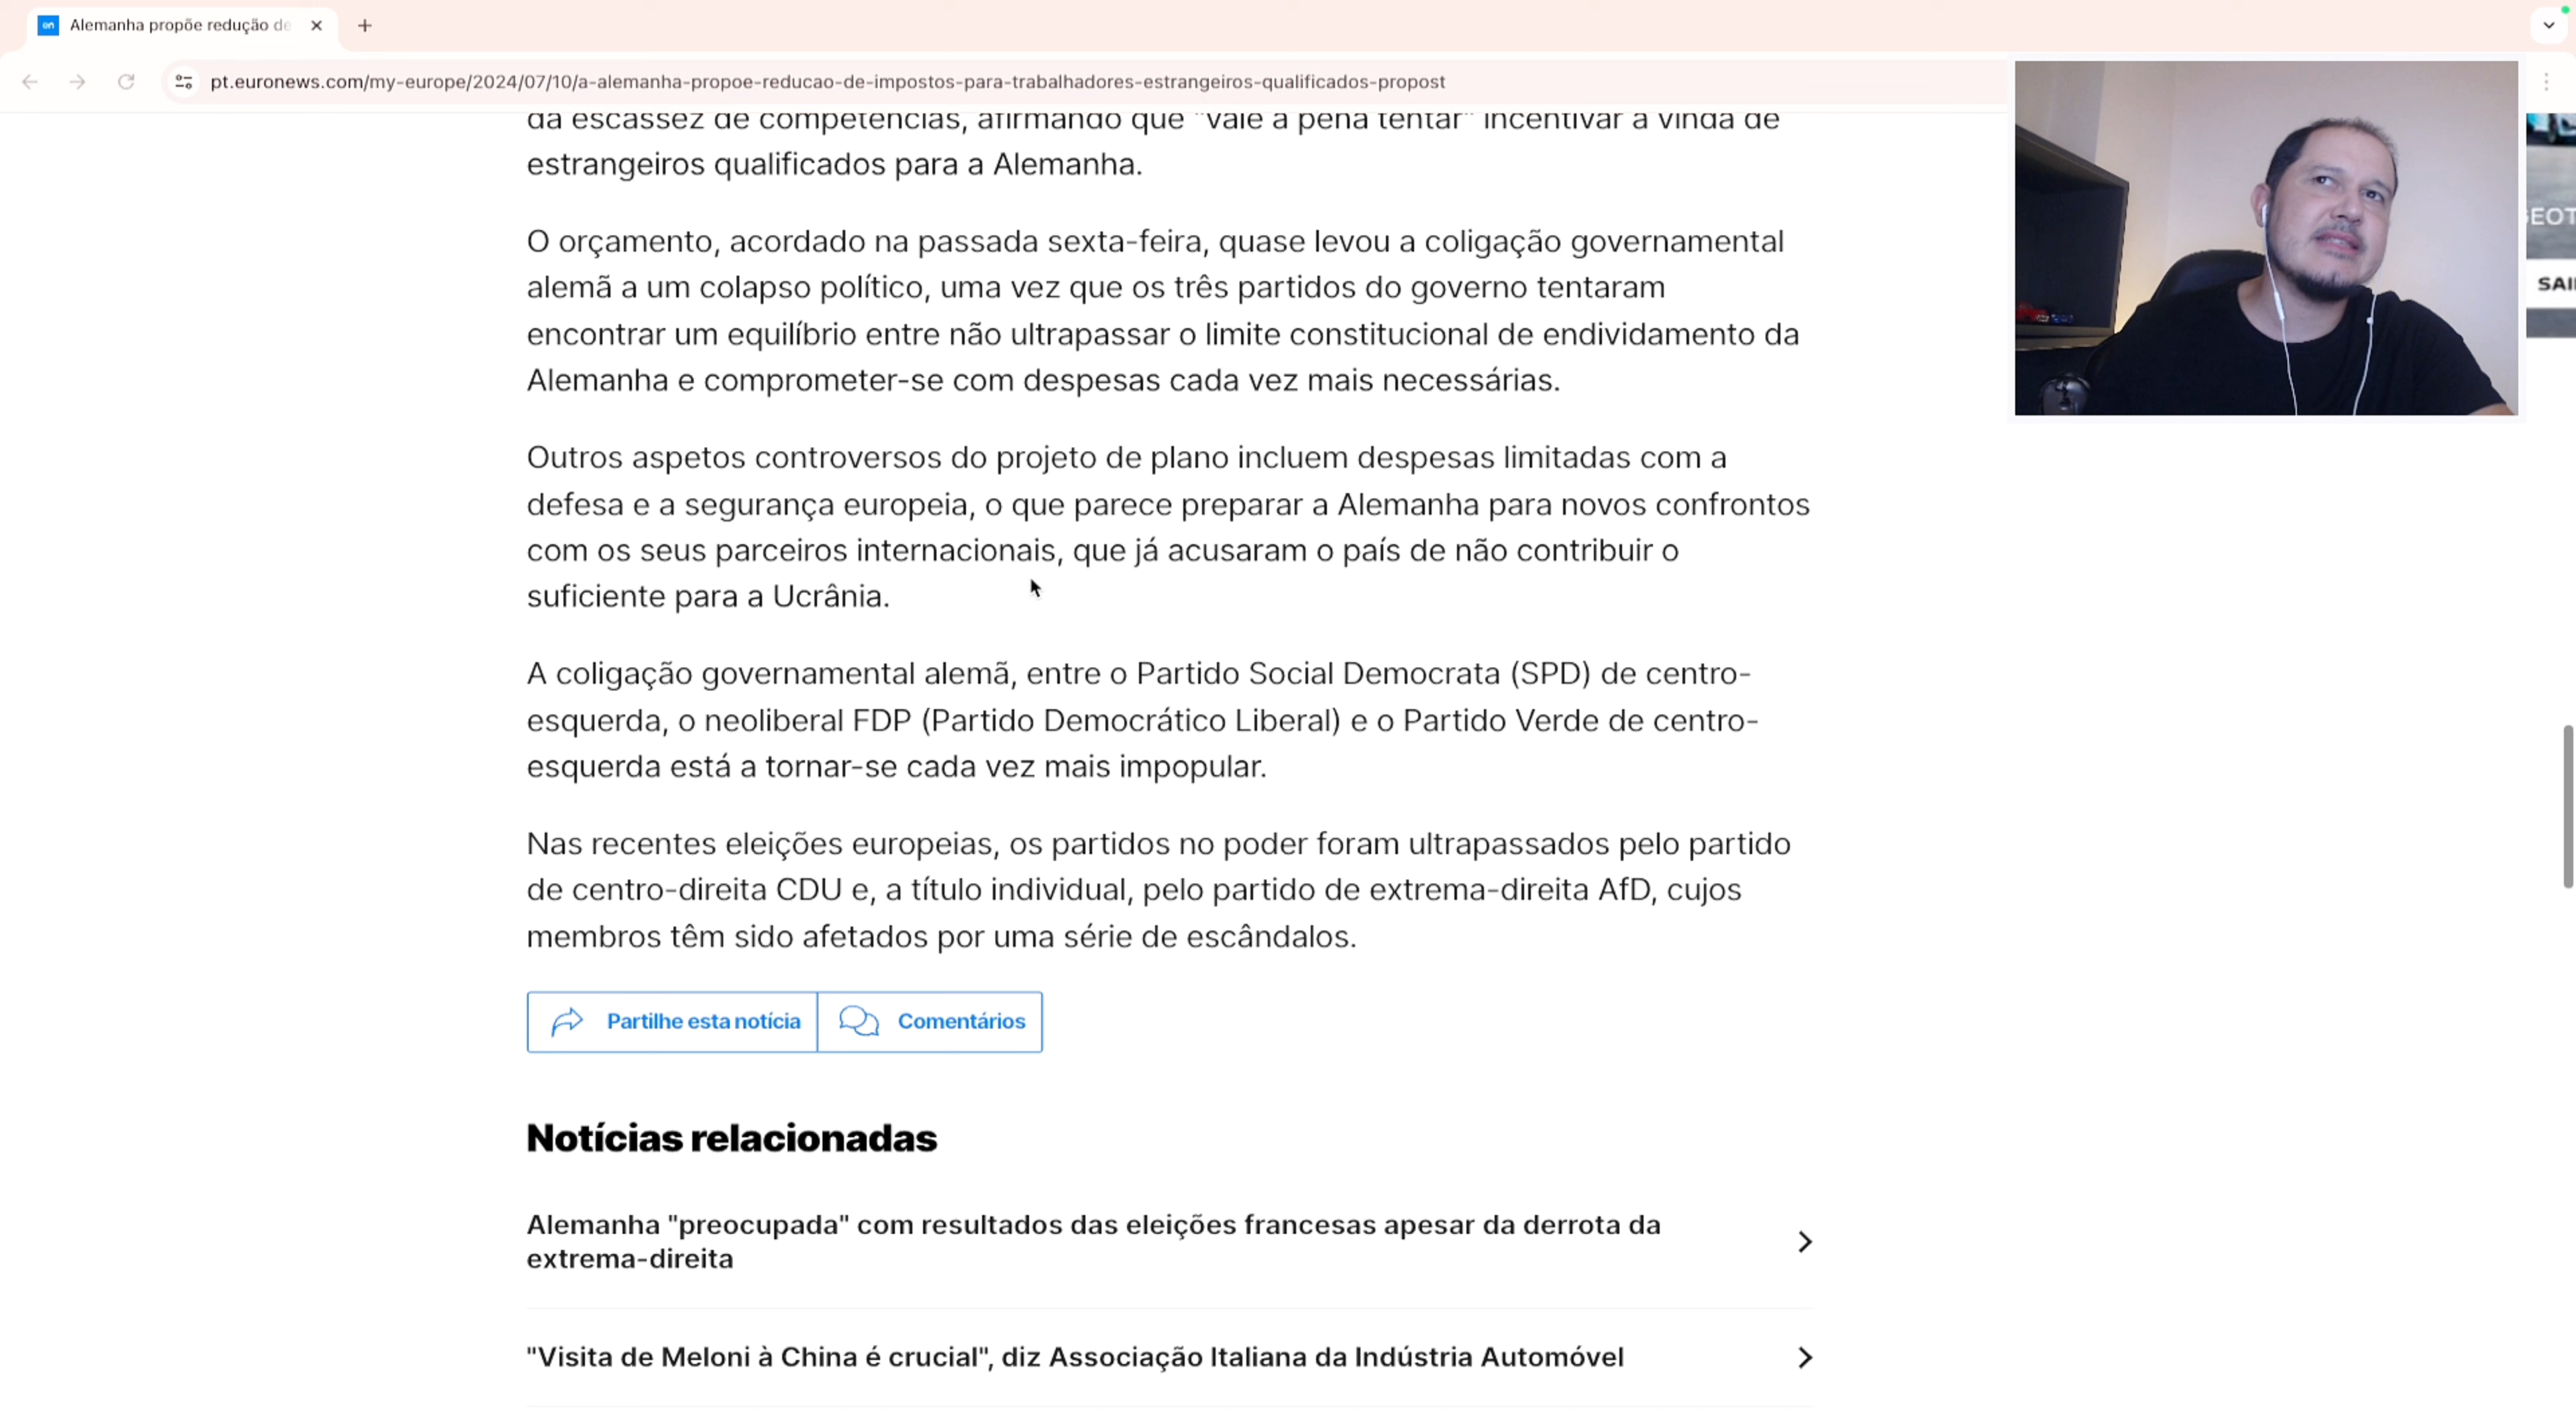 Alemanha propõe redução de
pt.euronews.com/my-europe/2024/07/10/a-alemanha-propoe-reducao-de-impostos-para-trabalhadores-estrangeiros-qualificados-propost
da escassez de competências, afirmando que "vale a pena tentar" incentivar a vinda de
estrangeiros qualificados para a Alemanha.
O orçamento, acordado na passada sexta-feira, quase levou a coligação governamental
alemã a um colapso político, uma vez que os três partidos do governo tentaram
encontrar um equilíbrio entre não ultrapassar o limite constitucional de endividamento da
Alemanha e comprometer-se com despesas cada vez mais necessárias.
Outros aspetos controversos do projeto de plano incluem despesas limitadas com a
defesa e a segurança europeia, o que parece preparar a Alemanha para novos confrontos
com os seus parceiros internacionais, que já acusaram o país de não contribuir o
suficiente para a Ucrânia.
A coligação governamental alemã, entre o Partido Social Democrata (SPD) de centro-
esquerda, o neoliberal FDP (Partido Democrático Liberal) e o Partido Verde de centro-
esquerda está a tornar-se cada vez mais impopular.
Nas recentes eleições europeias, os partidos no poder foram ultrapassados pelo partido
de centro-direita CDU e, a título individual, pelo partido de extrema-direita AfD, cujos
membros têm sido afetados por uma série de escândalos.
Partilhe esta notícia
Comentários
Notícias relacionadas
Alemanha "preocupada" com resultados das eleições francesas apesar da derrota da
extrema-direita
"Visita de Meloni à China é crucial", diz Associação Italiana da Indústria Automóvel